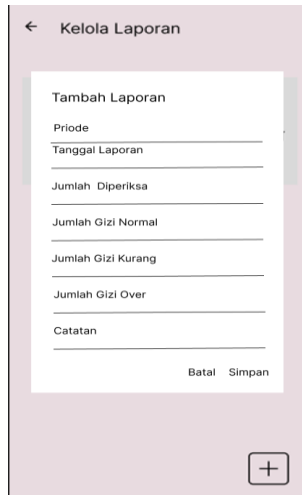 Kelola Laporan
Tambah Laporan
Priode
Tanggal Laporan
Jumlah Diperiksa
Jumlah Gizi Normal
Jumlah Gizi Kurang
Jumlah Gizi Over
Catatan
Batal Simpan